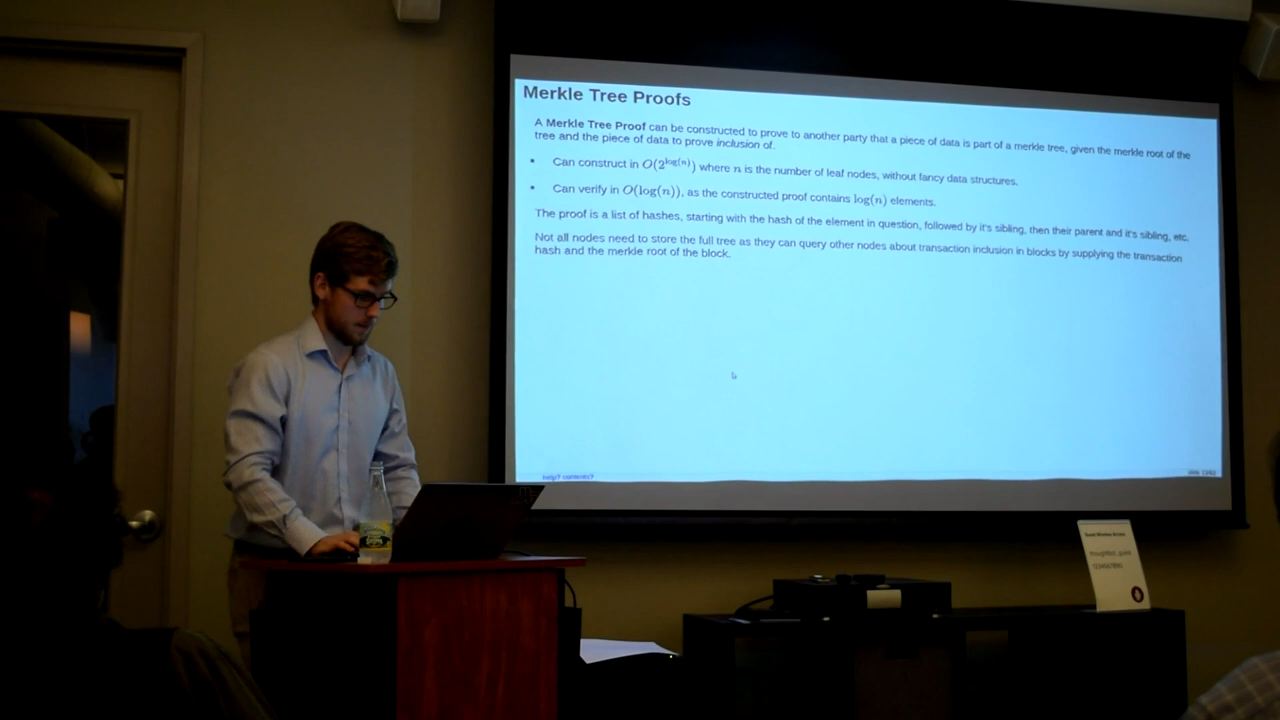 Merkle Tree Proofs
A Merkle Tree Proof can be constructed to prove to another party that a piece of data is part of a merkle tree, given the merkle root of the
tree and the piece of data to prove inclusion of.
• Can construct in O(2^log(n)) where n is the number of leaf nodes, without fancy data structures.
• Can verify in O(log(n)), as the constructed proof contains log(n) elements.
The proof is a list of hashes, starting with the hash of the element in question, followed by it's sibling, then their parent and it's sibling, etc.
Not all nodes need to store the full tree as they can query other nodes about transaction inclusion in blocks by supplying the transaction
hash and the merkle root of the block.
help? contents?
Guest Wireless Access
thoughtbot_guest